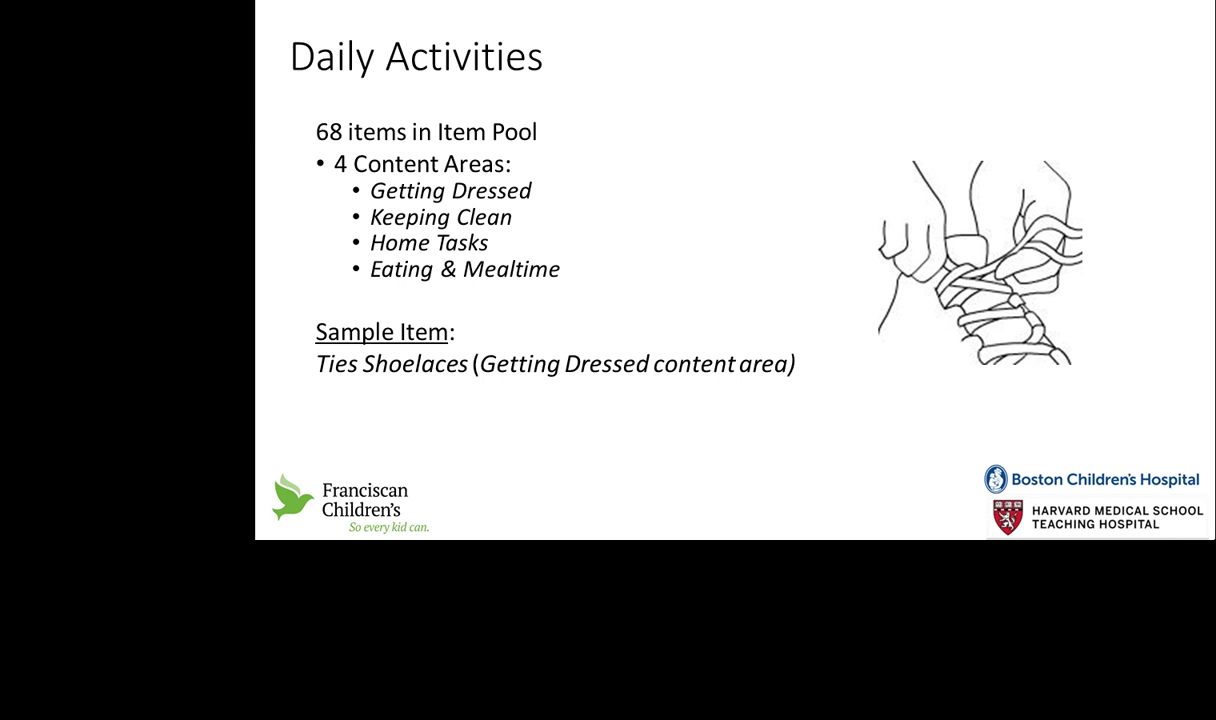 Daily Activities
68 items in Item Pool
• 4 Content Areas:
• Getting Dressed
• Keeping Clean
• Home Tasks
• Eating & Mealtime
Sample Item:
Ties Shoelaces (Getting Dressed content area)
Franciscan
Children's
So every kid can.
Boston Children's Hospital
HARVARD MEDICAL SCHOOL
TEACHING HOSPITAL